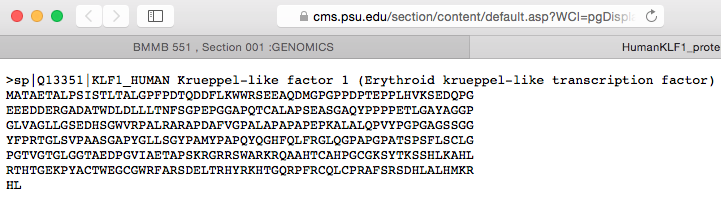 cms.psu.edu/section/content/default.asp?WCI=pgDispl
BMMB 551 , Section 001 :GENOMICS
HumanKLF1_prote
>sp|Q13351|KLF1_HUMAN Krueppel-like factor 1 (Erythroid krueppel-like transcription factor)
MATAETALPSISTLTALGPFPDTQDDFLKWWRSEEAQDMGPGPPDPTEPPLHVKSEDQPG
EEEDDERGADATWDLDLLLTNFSGPEPGGAPQTCALAPSEASGAQYPPPPETLGAYAGGP
GLVAGLLGSEDHSGWVRPALRARAPDAFVGPALAPAPAPEPKALALQPVYPGPGAGSSGG
YFPRTGLSVPAASGAPYGLLSGYPAMYPAPQYQGHFQLFRGLQGPAPGPATSPSFLSCLG
PGTVGTGLGGTAEDPGVIAETAPSKRGRRSWARKRQAAHTCAHPGCGKSYTKSSHLKAHL
RTHTGEKPYACTWEGCGWRFARSDELTRHYRKHTGQRPFRCQLCPRAFSRSDHLALHMKR
HL